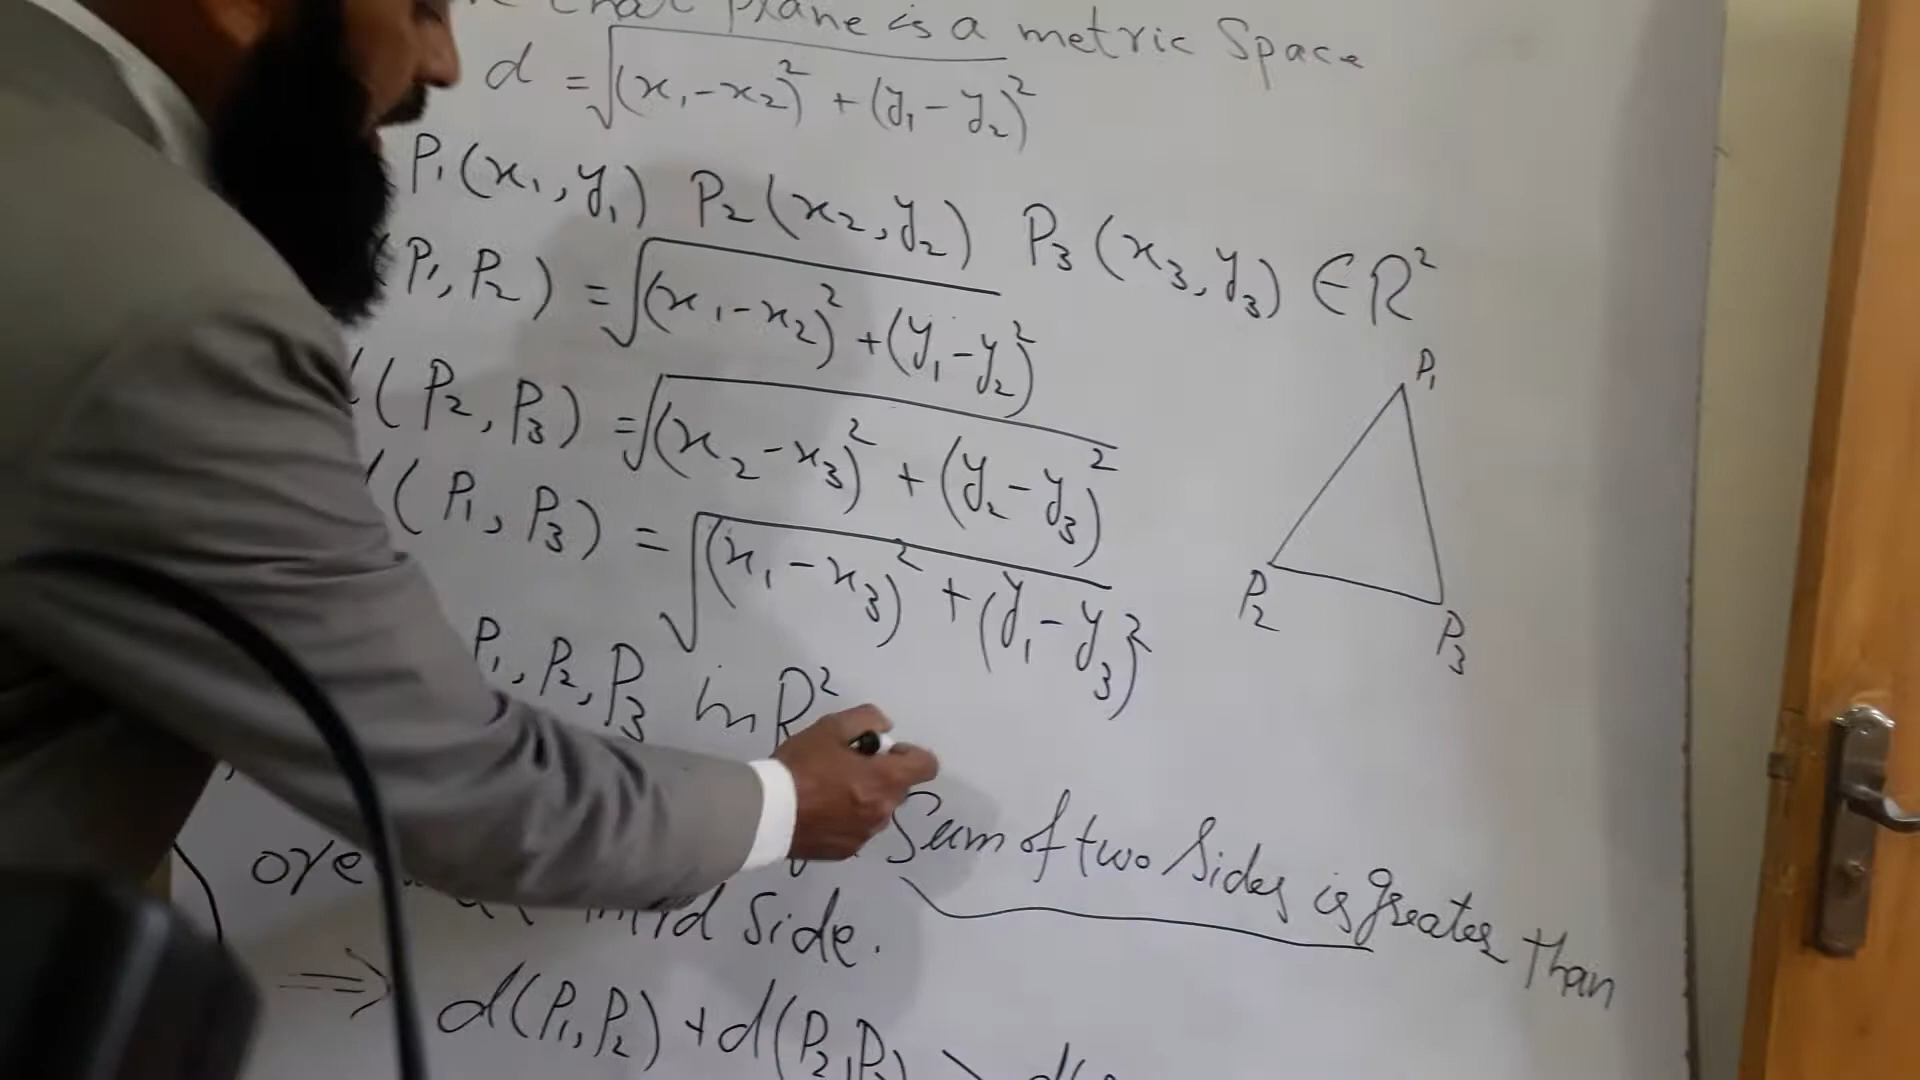 that plane is a metric Space
d = √(x₁-x₂)² + (y₁-y₂)²
P₁(x₁,y₁) P₂(x₂,y₂) P₃(x₃,y₃) ∈ R²
(P₁,P₂) = √(x₁-x₂)² + (y₁-y₂)²
(P₂,P₃) = √(x₂-x₃)² + (y₂-y₃)²
(P₁,P₃) = √(x₁-x₃)² + (y₁-y₃)²
P₁
P₂
P₃
P₁,P₂,P₃ in R²
Sum of two Sides is greater than
third Side.
⇒ d(P₁,P₂) + d(P₂,P